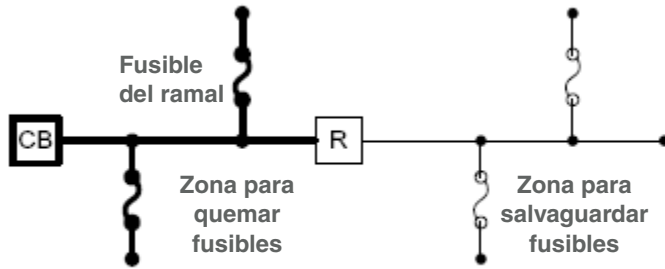 Fusible
del ramal
CB
R
Zona para
quemar
fusibles
Zona para
salvaguardar
fusibles